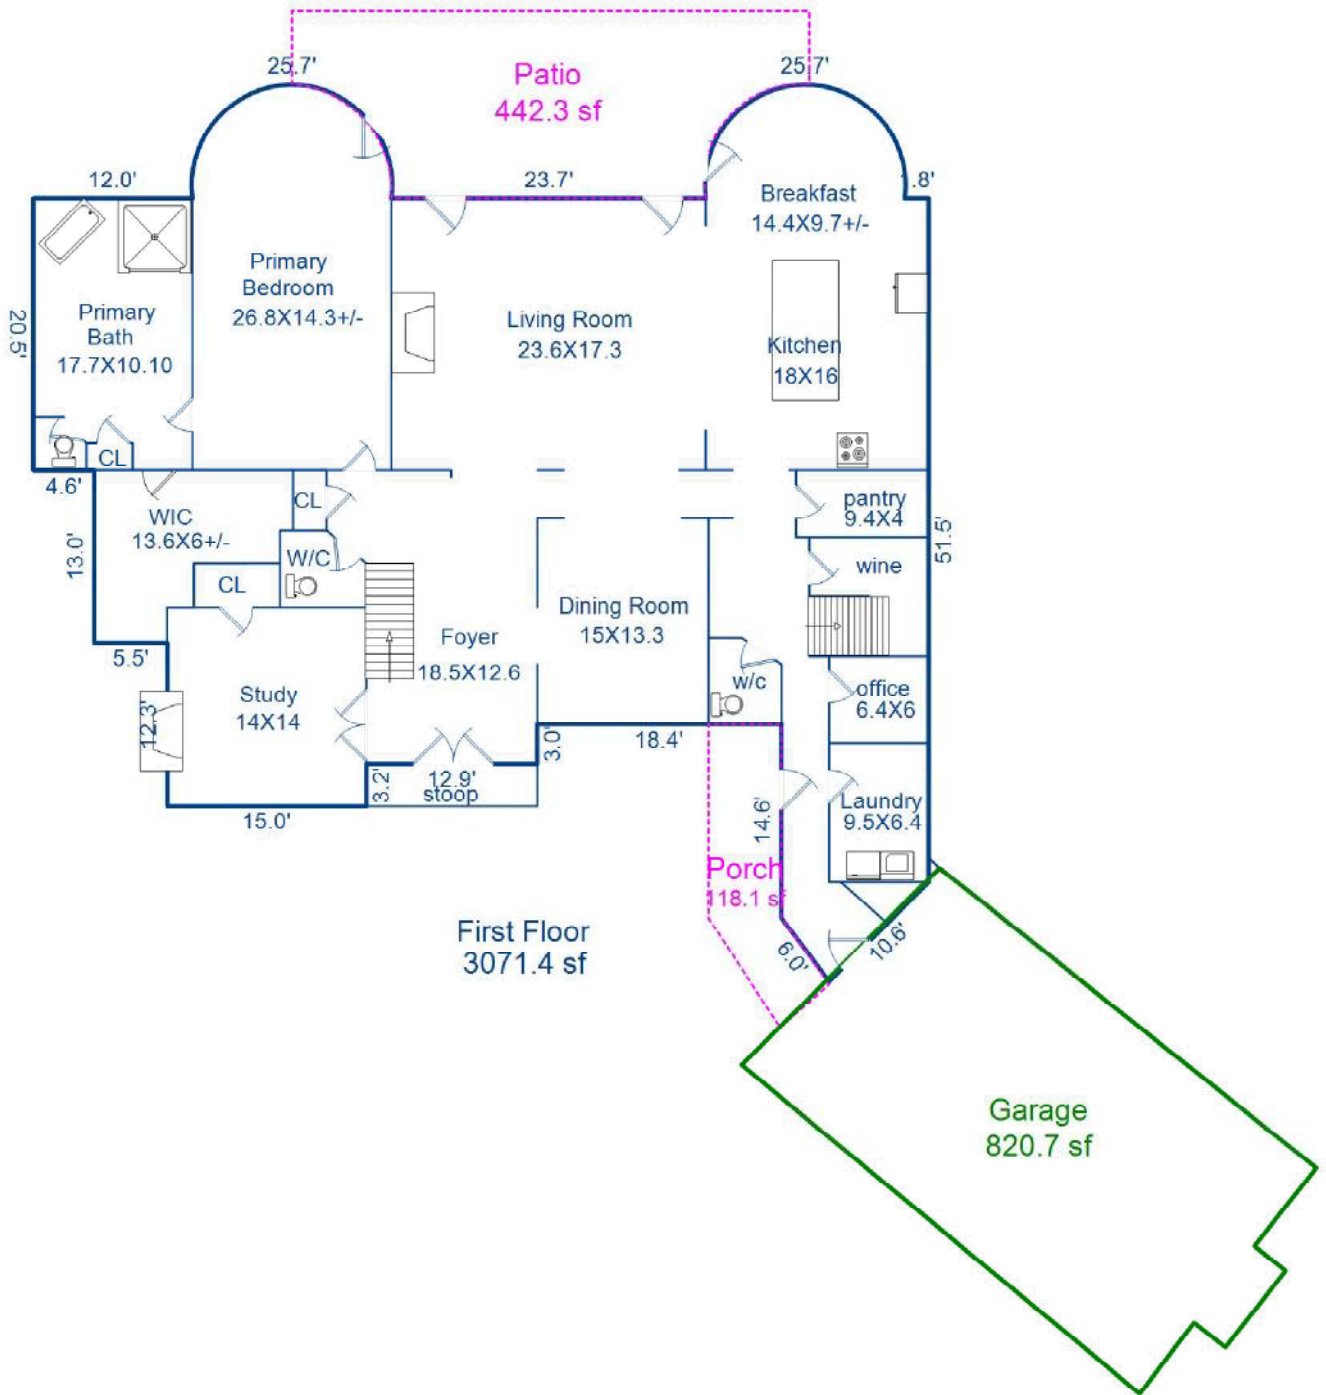 25.7'
25.7'
Patio
442.3 sf
12.0'
23.7'
.8'
Breakfast
14.4X9.7+/-
Primary
Bedroom
26.8X14.3+/-
Primary
Bath
17.7X10.10
20.5'
Living Room
23.6X17.3
Kitchen
18X16
CL
4.6'
WIC
13.6X6+/-
CL
W/C
CL
13.0'
pantry
9.4X4
51.5'
wine
Dining Room
15X13.3
Foyer
18.5X12.6
5.5'
Study
14X14
12.3'
w/c
office
6.4X6
3.0'
18.4'
3.2'
12.9'
stoop
15.0'
14.6'
Laundry
9.5X6.4
Porch
118.1 sf
6.0'
10.6'
First Floor
3071.4 sf
Garage
820.7 sf